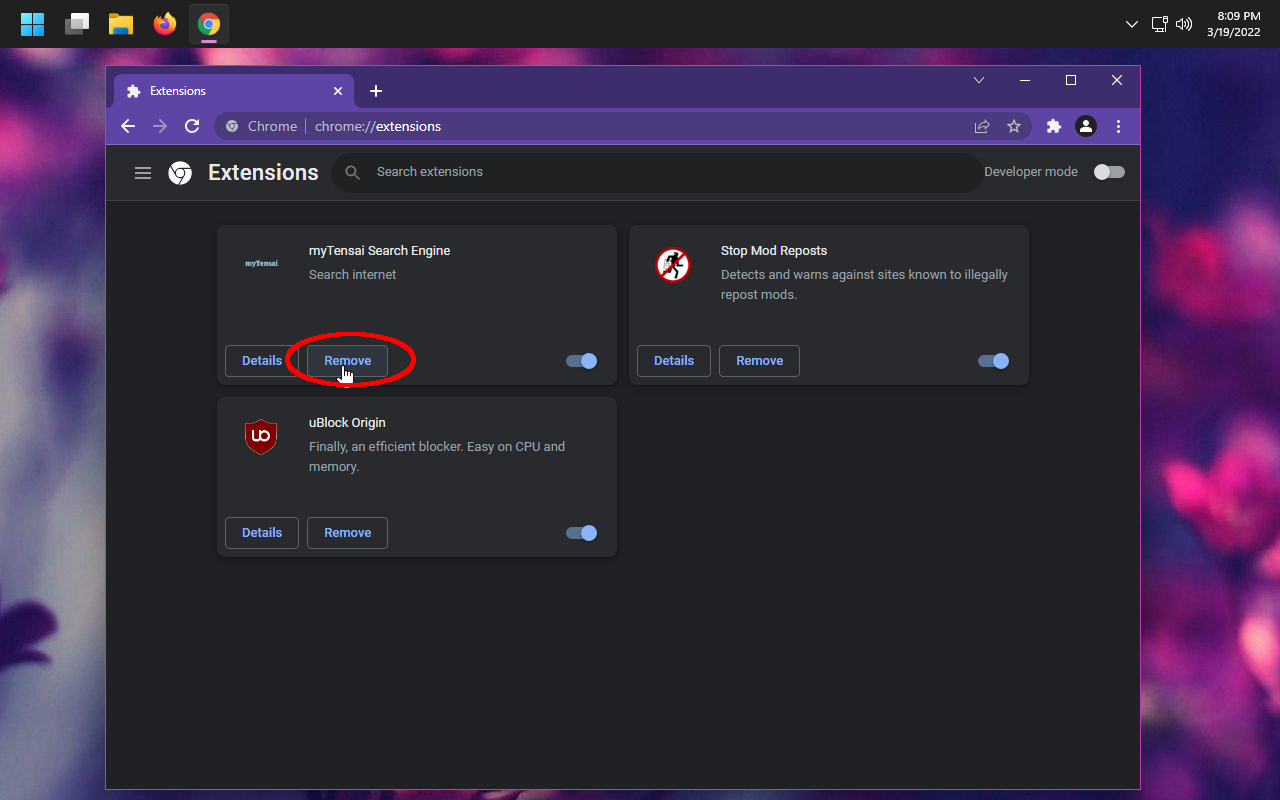 8:09 PM
3/19/2022
Extensions
Chrome
chrome://extensions
Extensions
Search extensions
Developer mode
myTensai
myTensai Search Engine
Search internet
Details
Remove
Stop Mod Reposts
Detects and warns against sites known to illegally
repost mods.
Details
Remove
uBlock Origin
Finally, an efficient blocker. Easy on CPU and
memory.
Details
Remove